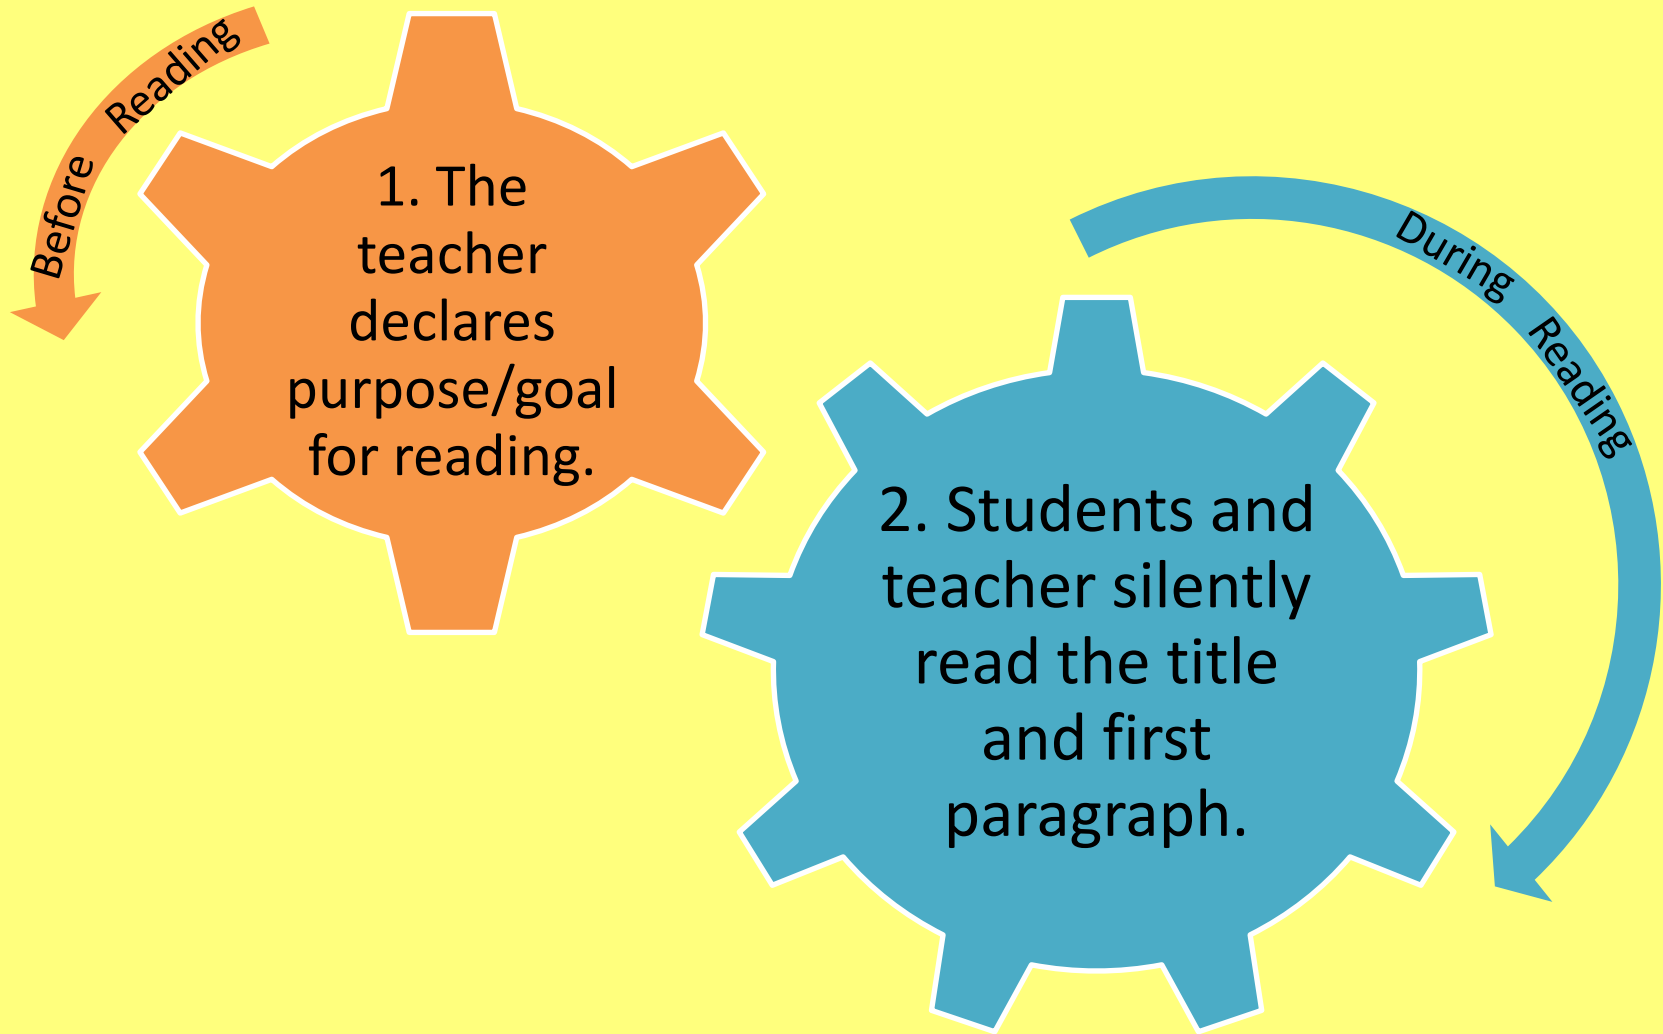 Before Reading
1. The
teacher
declares
purpose/goal
for reading.
During Reading
2. Students and
teacher silently
read the title
and first
paragraph.